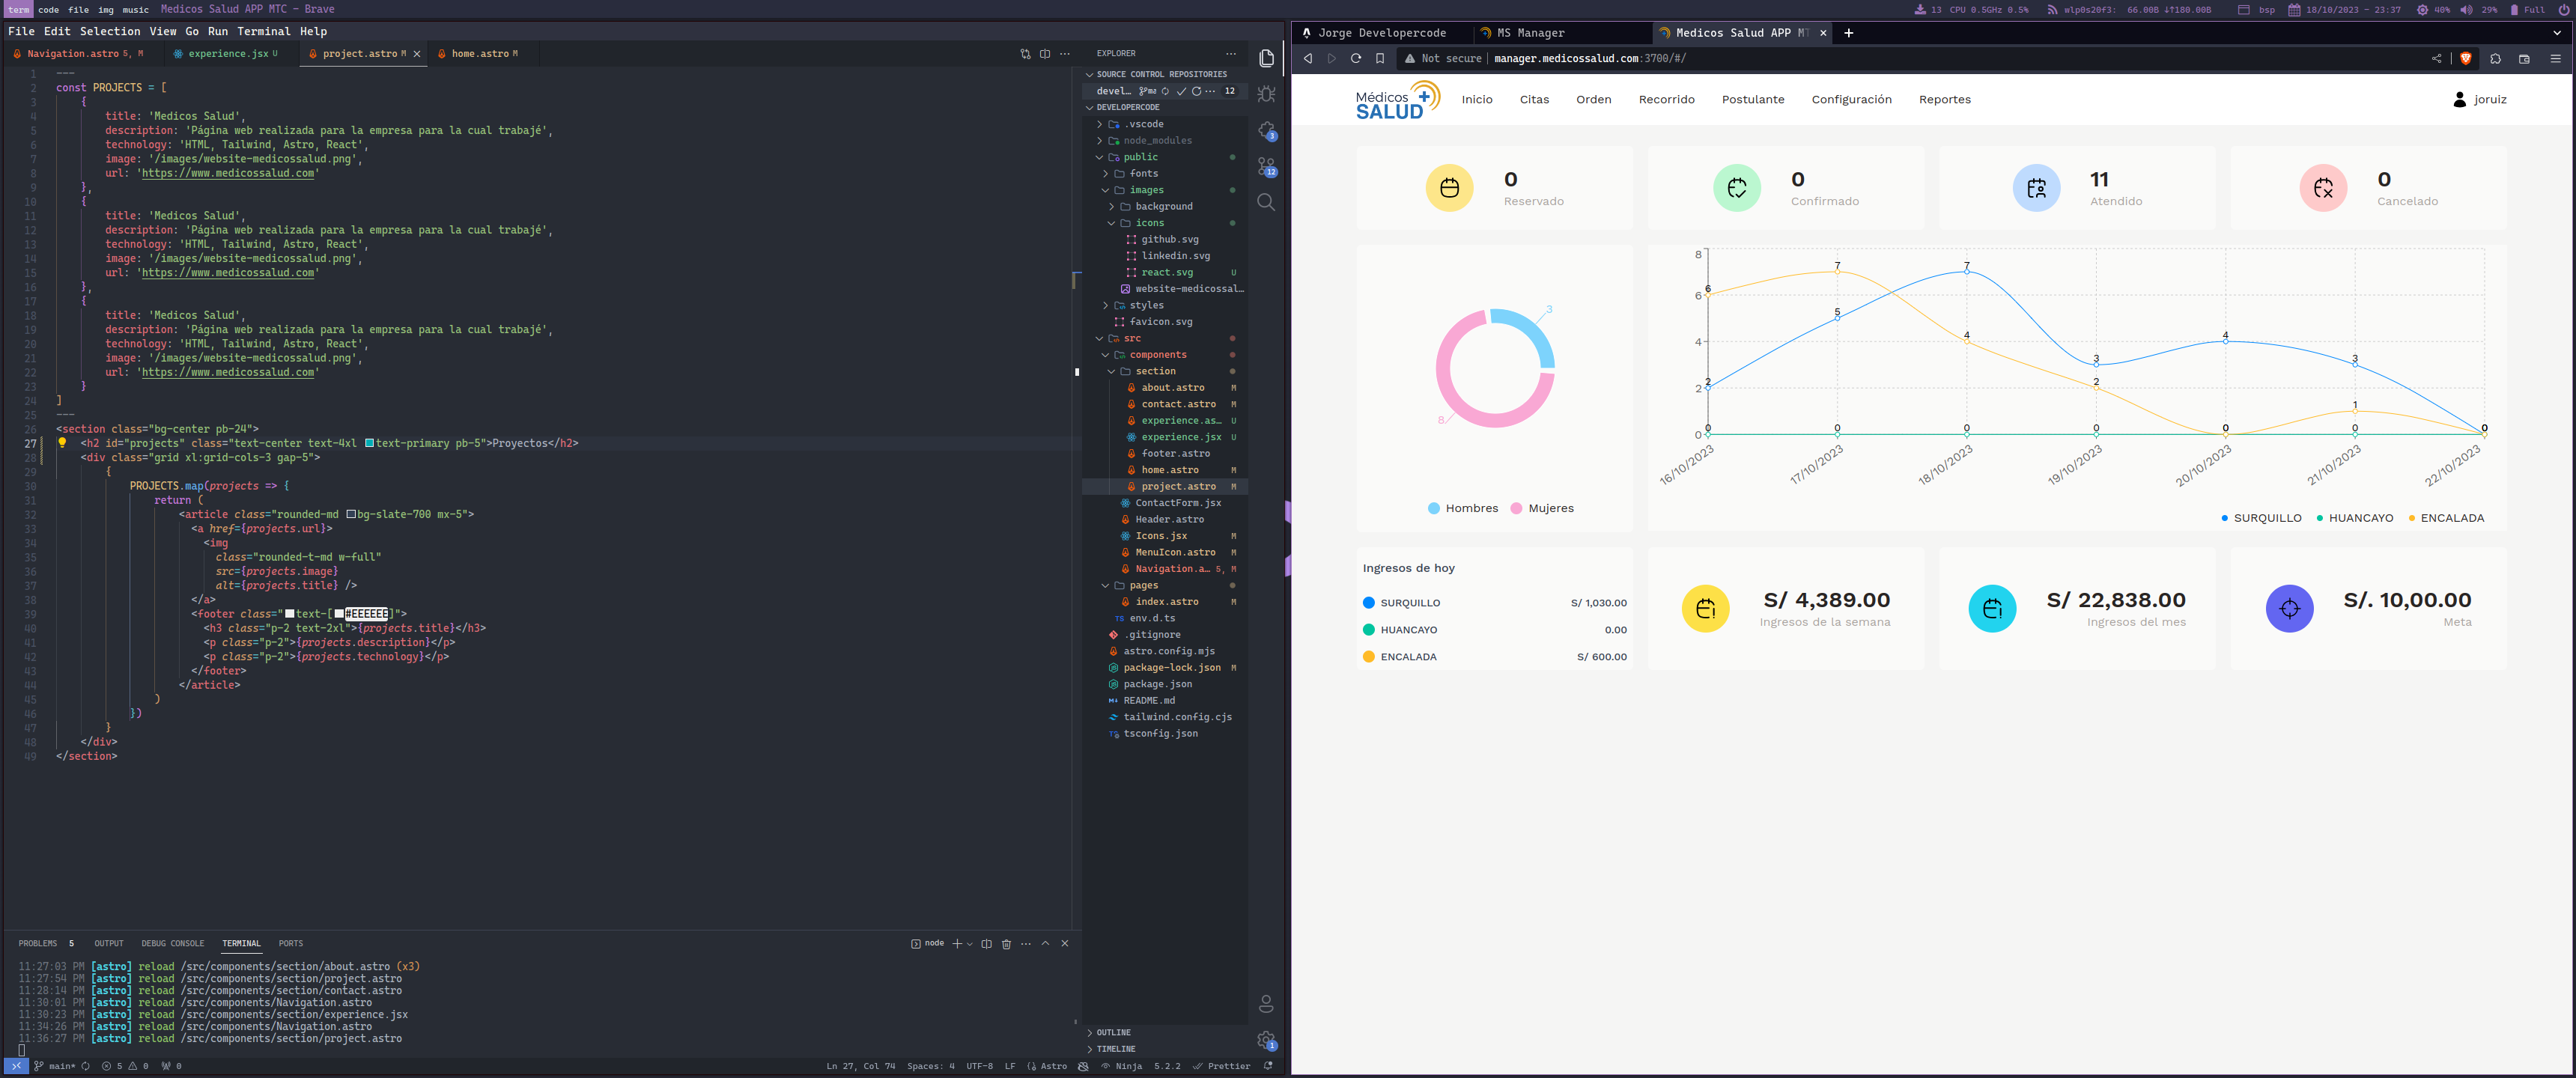 term code file img music Medicos Salud APP MTC – Brave
13 CPU 0.5GHz 0.5% wlp0s20f3: 66.00B ↓↑180.00B bsp 18/10/2023 – 23:37 40% 29% Full
File Edit Selection View Go Run Terminal Help
Navigation.astro 5, M experience.jsx U project.astro M home.astro M
1 ---
2 const PROJECTS = [
3 {
4 title: 'Medicos Salud',
5 description: 'Página web realizada para la empresa para la cual trabajé',
6 technology: 'HTML, Tailwind, Astro, React',
7 image: '/images/website-medicossalud.png',
8 url: 'https://www.medicossalud.com'
9 },
10 {
11 title: 'Medicos Salud',
12 description: 'Página web realizada para la empresa para la cual trabajé',
13 technology: 'HTML, Tailwind, Astro, React',
14 image: '/images/website-medicossalud.png',
15 url: 'https://www.medicossalud.com'
16 },
17 {
18 title: 'Medicos Salud',
19 description: 'Página web realizada para la empresa para la cual trabajé',
20 technology: 'HTML, Tailwind, Astro, React',
21 image: '/images/website-medicossalud.png',
22 url: 'https://www.medicossalud.com'
23 }
24 ]
25 ---
26 <section class="bg-center pb-24">
27 <h2 id="projects" class="text-center text-4xl text-primary pb-5">Proyectos</h2>
28 <div class="grid xl:grid-cols-3 gap-5">
29 {
30 PROJECTS.map(projects => {
31 return (
32 <article class="rounded-md bg-slate-700 mx-5">
33 <a href={projects.url}>
34 <img
35 class="rounded-t-md w-full"
36 src={projects.image}
37 alt={projects.title} />
38 </a>
39 <footer class="text-[#EEEEEE]">
40 <h3 class="p-2 text-2xl">{projects.title}</h3>
41 <p class="p-2">{projects.description}</p>
42 <p class="p-2">{projects.technology}</p>
43 </footer>
44 </article>
45 )
46 })
47 }
48 </div>
49 </section>
PROBLEMS 5 OUTPUT DEBUG CONSOLE TERMINAL PORTS
node
11:27:03 PM [astro] reload /src/components/section/about.astro (x3)
11:27:54 PM [astro] reload /src/components/section/project.astro
11:28:14 PM [astro] reload /src/components/section/contact.astro
11:30:01 PM [astro] reload /src/components/Navigation.astro
11:30:23 PM [astro] reload /src/components/section/experience.jsx
11:34:26 PM [astro] reload /src/components/Navigation.astro
11:36:27 PM [astro] reload /src/components/section/project.astro
main* 5 0 0
Ln 27, Col 74 Spaces: 4 UTF-8 LF Astro Ninja 5.2.2 Prettier
EXPLORER
SOURCE CONTROL REPOSITORIES
devel... ma 12
DEVELOPERCODE
.vscode
node_modules
public
fonts
images
background
icons
github.svg
linkedin.svg
react.svg U
website-medicossal...
styles
favicon.svg
src
components
section
about.astro M
contact.astro M
experience.as... U
experience.jsx U
footer.astro
home.astro M
project.astro M
ContactForm.jsx
Header.astro
Icons.jsx M
MenuIcon.astro M
Navigation.a... 5, M
pages
index.astro M
env.d.ts
.gitignore
astro.config.mjs
package-lock.json M
package.json
README.md
tailwind.config.cjs
tsconfig.json
OUTLINE
TIMELINE
3
12
1
Jorge Developercode MS Manager Medicos Salud APP MT
Not secure manager.medicossalud.com:3700/#/
Médicos
SALUD
Inicio Citas Orden Recorrido Postulante Configuración Reportes joruiz
0
Reservado
0
Confirmado
11
Atendido
0
Cancelado
3
8
Hombres Mujeres
8
6
4
2
0
6 7 4 2 0 1 0
2 5 7 3 4 3 0
0 0 0 0 0 0 0
16/10/2023 17/10/2023 18/10/2023 19/10/2023 20/10/2023 21/10/2023 22/10/2023
SURQUILLO HUANCAYO ENCALADA
Ingresos de hoy
SURQUILLO S/ 1,030.00
HUANCAYO 0.00
ENCALADA S/ 600.00
S/ 4,389.00
Ingresos de la semana
S/ 22,838.00
Ingresos del mes
S/. 10,00.00
Meta